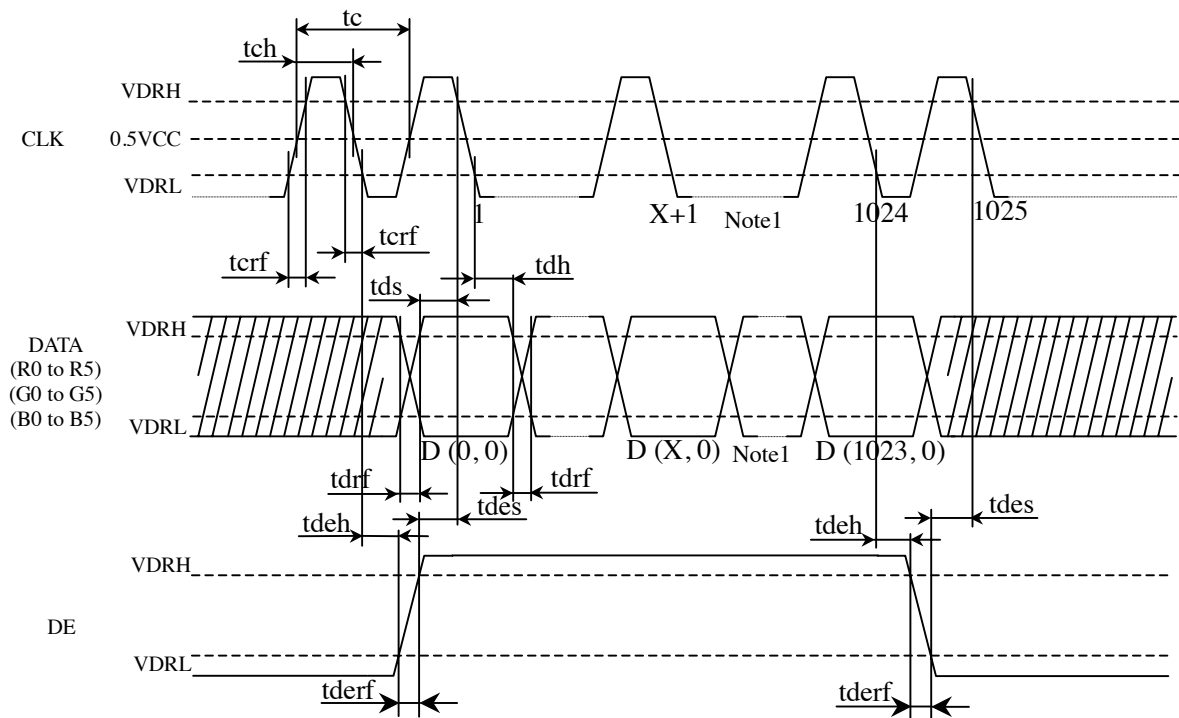 tc
tch
VDRH
CLK 0.5VCC
VDRL
1 X+1 Note1 1024 1025
tcrf tcrf
tdh
tds
VDRH
DATA
(R0 to R5)
(G0 to G5)
(B0 to B5)
VDRL
D (0, 0) D (X, 0) Note1 D (1023, 0)
tdrf tdrf
tdes tdes
tdeh tdeh
VDRH
DE
VDRL
tderf tderf